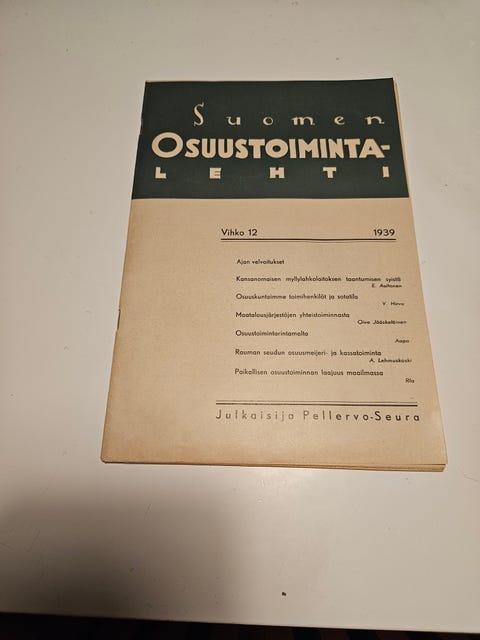 Suomen
OSUUSTOIMINTA-
LEHTI
Vihko 12 1939
Ajan velvoitukset
Kansanomaisen myllylahkolaitoksen taantumisen syistä
E. Aaltonen
Osuuskuntaimme toimihenkilöt ja sotatila
V. Hirvo
Maatalousjärjestöjen yhteistoiminnasta
Oiva Jääskeläinen
Osuustoimintarintamalta
Aapo
Rauman seudun osuusmeijeri- ja kassatoiminta
A. Lehmuskoski
Paikallisen osuustoiminnan laajuus maailmassa
Rla
Julkaisija Pellervo-Seura